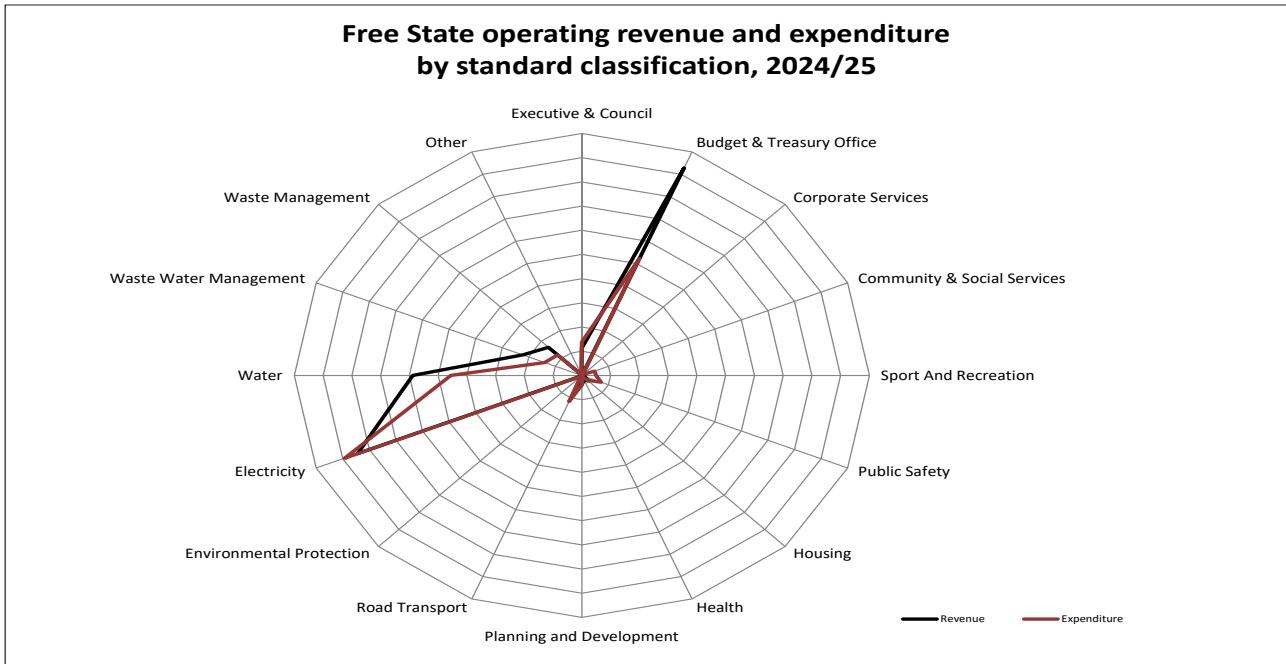 Free State operating revenue and expenditure
by standard classification, 2024/25
Executive & Council
Other
Budget & Treasury Office
Waste Management
Corporate Services
Waste Water Management
Community & Social Services
Water
Sport And Recreation
Electricity
Public Safety
Environmental Protection
Housing
Road Transport
Health
Planning and Development
Revenue
Expenditure